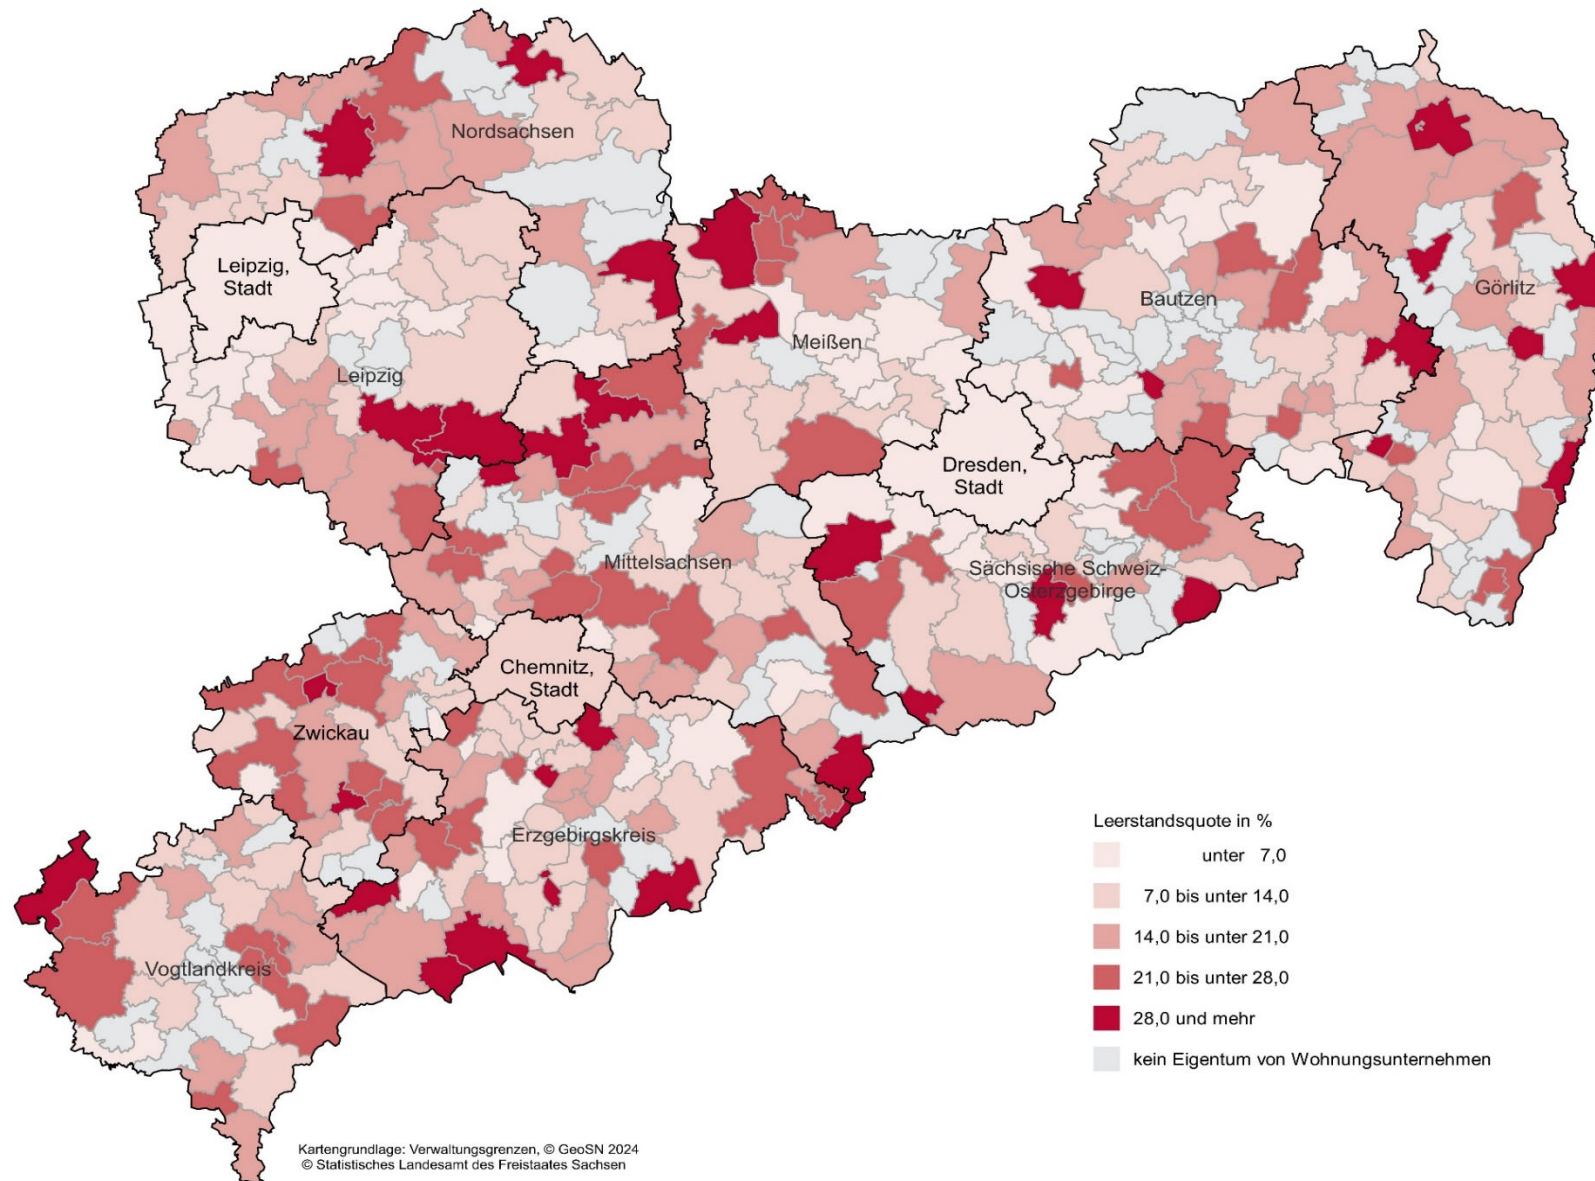 Nordsachsen
Leipzig,
Stadt
Görlitz
Bautzen
Meißen
Leipzig
Dresden,
Stadt
Mittelsachsen
Sächsische Schweiz-
Osterzgebirge
Chemnitz,
Stadt
Zwickau
Erzgebirgskreis
Vogtlandkreis
Leerstandsquote in %
unter 7,0
7,0 bis unter 14,0
14,0 bis unter 21,0
21,0 bis unter 28,0
28,0 und mehr
kein Eigentum von Wohnungsunternehmen
Kartengrundlage: Verwaltungsgrenzen, © GeoSN 2024
© Statistisches Landesamt des Freistaates Sachsen